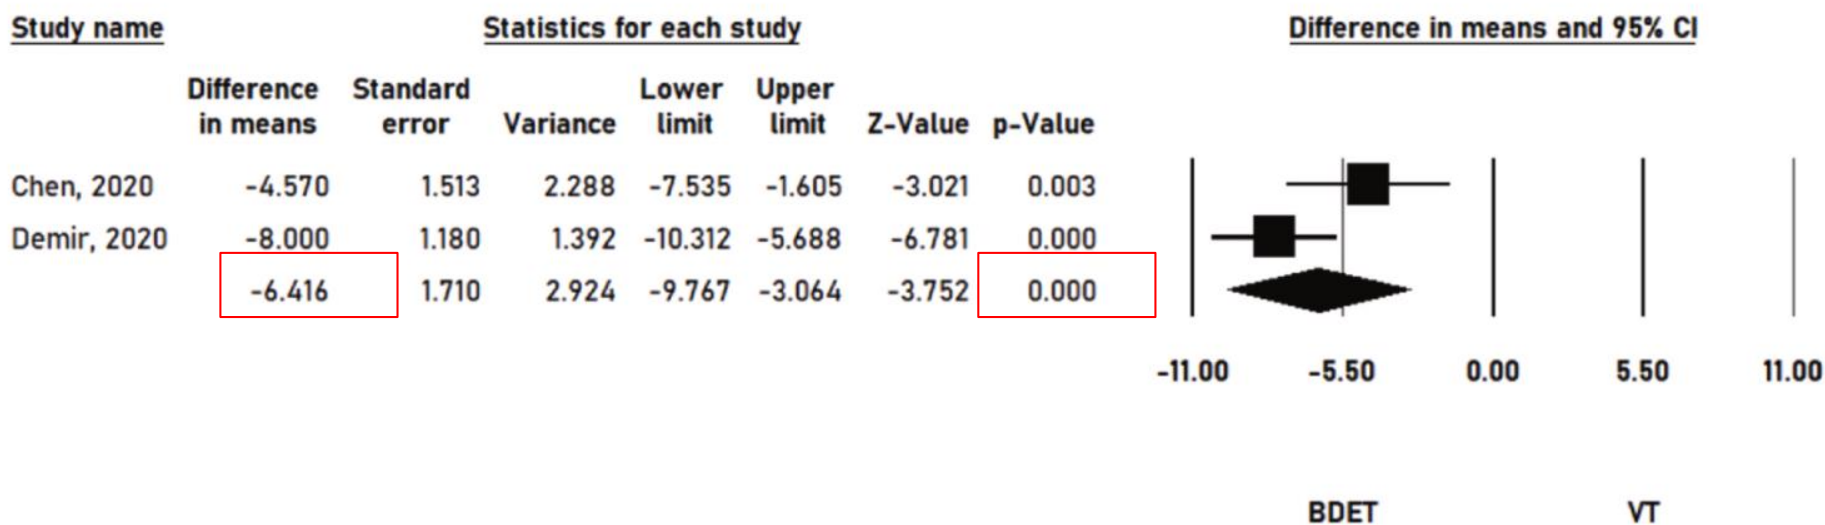 Study name Statistics for each study Difference in means and 95% CI
Difference Standard Lower Upper
in means error Variance limit limit Z-Value p-Value
Chen, 2020 -4.570 1.513 2.288 -7.535 -1.605 -3.021 0.003
Demir, 2020 -8.000 1.180 1.392 -10.312 -5.688 -6.781 0.000
-6.416 1.710 2.924 -9.767 -3.064 -3.752 0.000
-11.00 -5.50 0.00 5.50 11.00
BDET VT